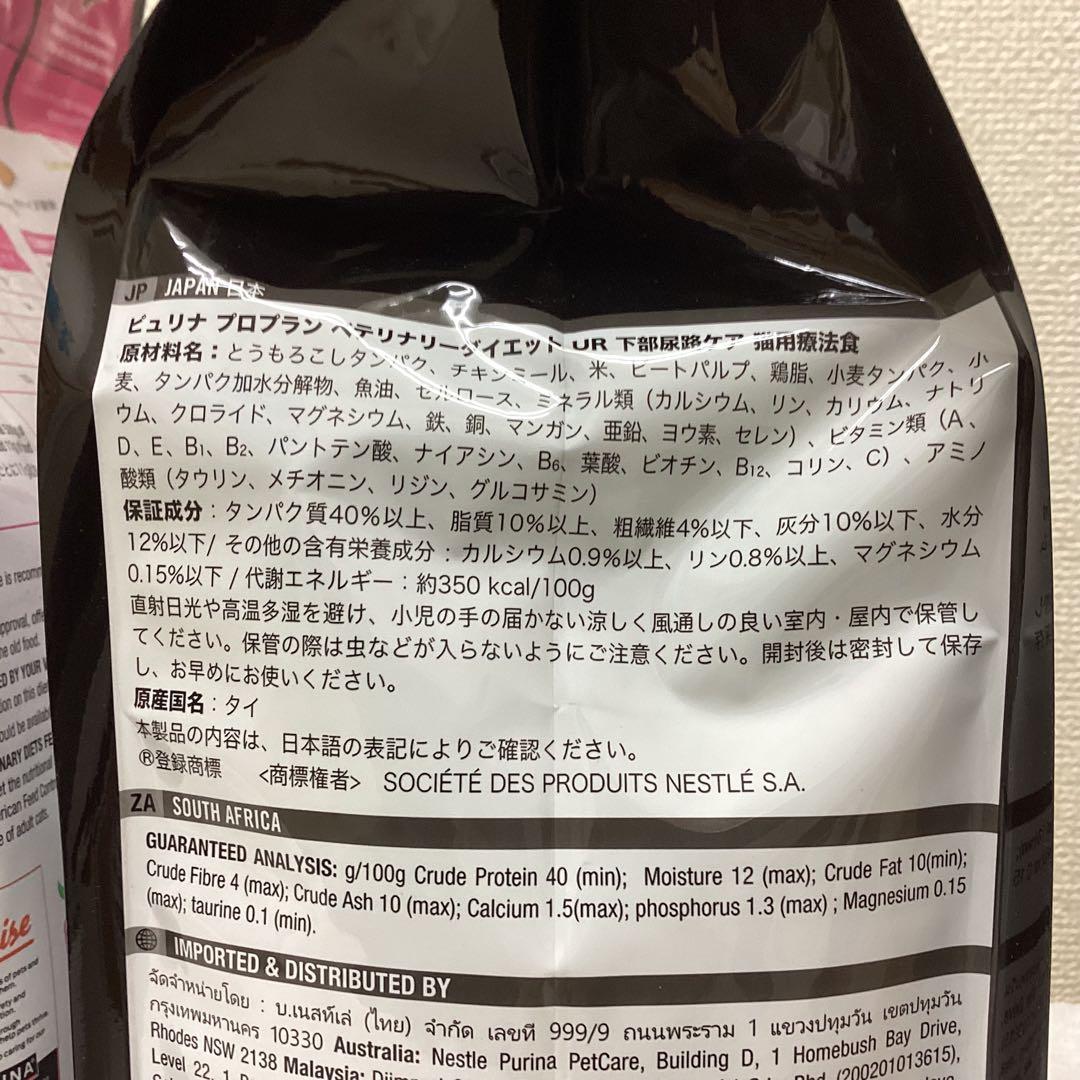 JP JAPAN 日本
ピュリナ プロプラン ベテリナリーダイエット UR 下部尿路ケア 猫用療法食
原材料名：とうもろこしタンパク、チキンミール、米、ビートパルプ、鶏脂、小麦タンパク、小
麦、タンパク加水分解物、魚油、セルロース、ミネラル類（カルシウム、リン、カリウム、ナトリ
ウム、クロライド、マグネシウム、鉄、銅、マンガン、亜鉛、ヨウ素、セレン）、ビタミン類（A、
D、E、B₁、B₂、パントテン酸、ナイアシン、B₆、葉酸、ビオチン、B₁₂、コリン、C）、アミノ
酸類（タウリン、メチオニン、リジン、グルコサミン）
保証成分：タンパク質40%以上、脂質10%以上、粗繊維4%以下、灰分10%以下、水分
12%以下/ その他の含有栄養成分：カルシウム0.9%以上、リン0.8%以上、マグネシウム
0.15%以下 / 代謝エネルギー：約350 kcal/100g
直射日光や高温多湿を避け、小児の手の届かない涼しく風通しの良い室内・屋内で保管し
てください。保管の際は虫などが入らないようにご注意ください。開封後は密封して保存
し、お早めにお使いください。
原産国名：タイ
本製品の内容は、日本語の表記によりご確認ください。
®登録商標 <商標権者> SOCIÉTÉ DES PRODUITS NESTLÉ S.A.
ZA SOUTH AFRICA
GUARANTEED ANALYSIS: g/100g Crude Protein 40 (min); Moisture 12 (max); Crude Fat 10(min);
Crude Fibre 4 (max); Crude Ash 10 (max); Calcium 1.5(max); phosphorus 1.3 (max) ; Magnesium 0.15
(max); taurine 0.1 (min).
IMPORTED & DISTRIBUTED BY
จัดจำหน่ายโดย : บ.เนสท์เล่ (ไทย) จำกัด เลขที่ 999/9 ถนนพระราม 1 แขวงปทุมวัน เขตปทุมวัน
กรุงเทพมหานคร 10330 Australia: Nestle Purina PetCare, Building D, 1 Homebush Bay Drive,
Rhodes NSW 2138 Malaysia: (200201013615),
Level 22, 1